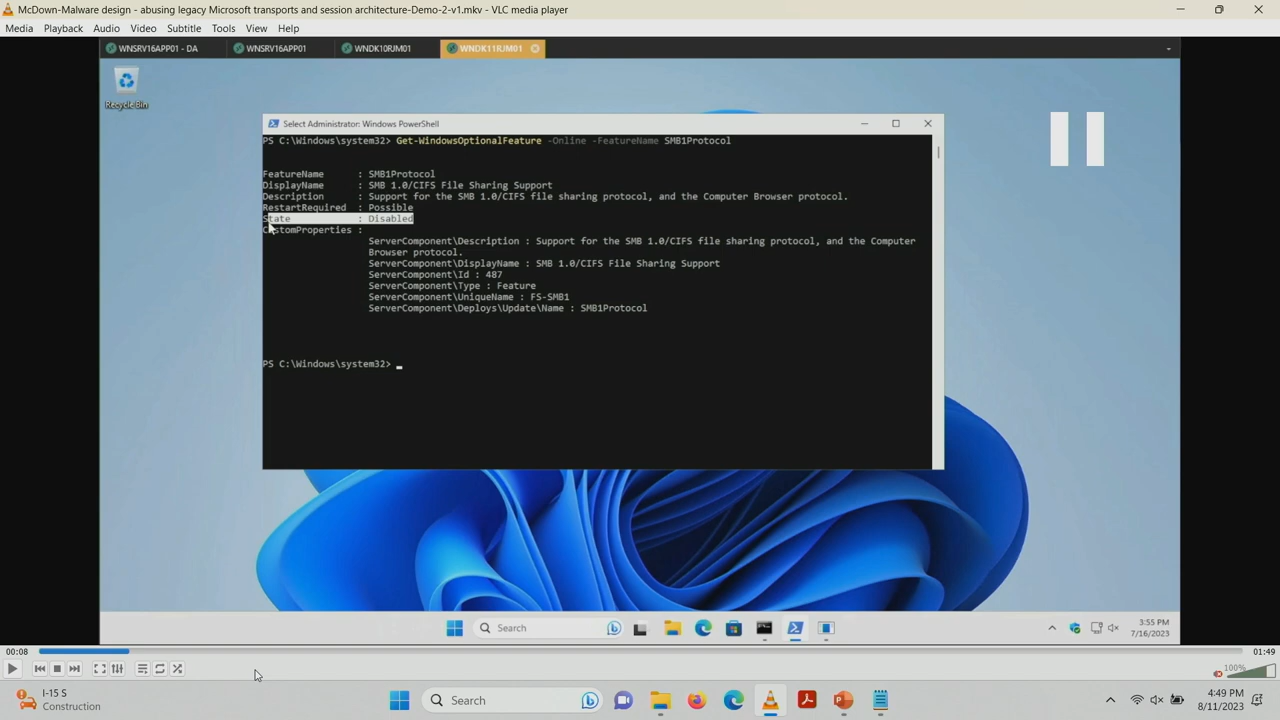 McDown-Malware design - abusing legacy Microsoft transports and session architecture-Demo-2-v1.mkv - VLC media player
Media Playback Audio Video Subtitle Tools View Help
WNSRV16APP01 - DA WNSRV16APP01 WNDK10RJM01 WNDK11RJM01
Recycle Bin
Select Administrator: Windows PowerShell
PS C:\Windows\system32> Get-WindowsOptionalFeature -Online -FeatureName SMB1Protocol
FeatureName : SMB1Protocol
DisplayName : SMB 1.0/CIFS File Sharing Support
Description : Support for the SMB 1.0/CIFS file sharing protocol, and the Computer Browser protocol.
RestartRequired : Possible
State : Disabled
CustomProperties :
ServerComponent\Description : Support for the SMB 1.0/CIFS file sharing protocol, and the Computer
Browser protocol.
ServerComponent\DisplayName : SMB 1.0/CIFS File Sharing Support
ServerComponent\Id : 487
ServerComponent\Type : Feature
ServerComponent\UniqueName : FS-SMB1
ServerComponent\Deploys\Update\Name : SMB1Protocol
PS C:\Windows\system32>
Search
3:55 PM
7/16/2023
00:08 01:49
100%
I-15 S
Construction
Search
4:49 PM
8/11/2023